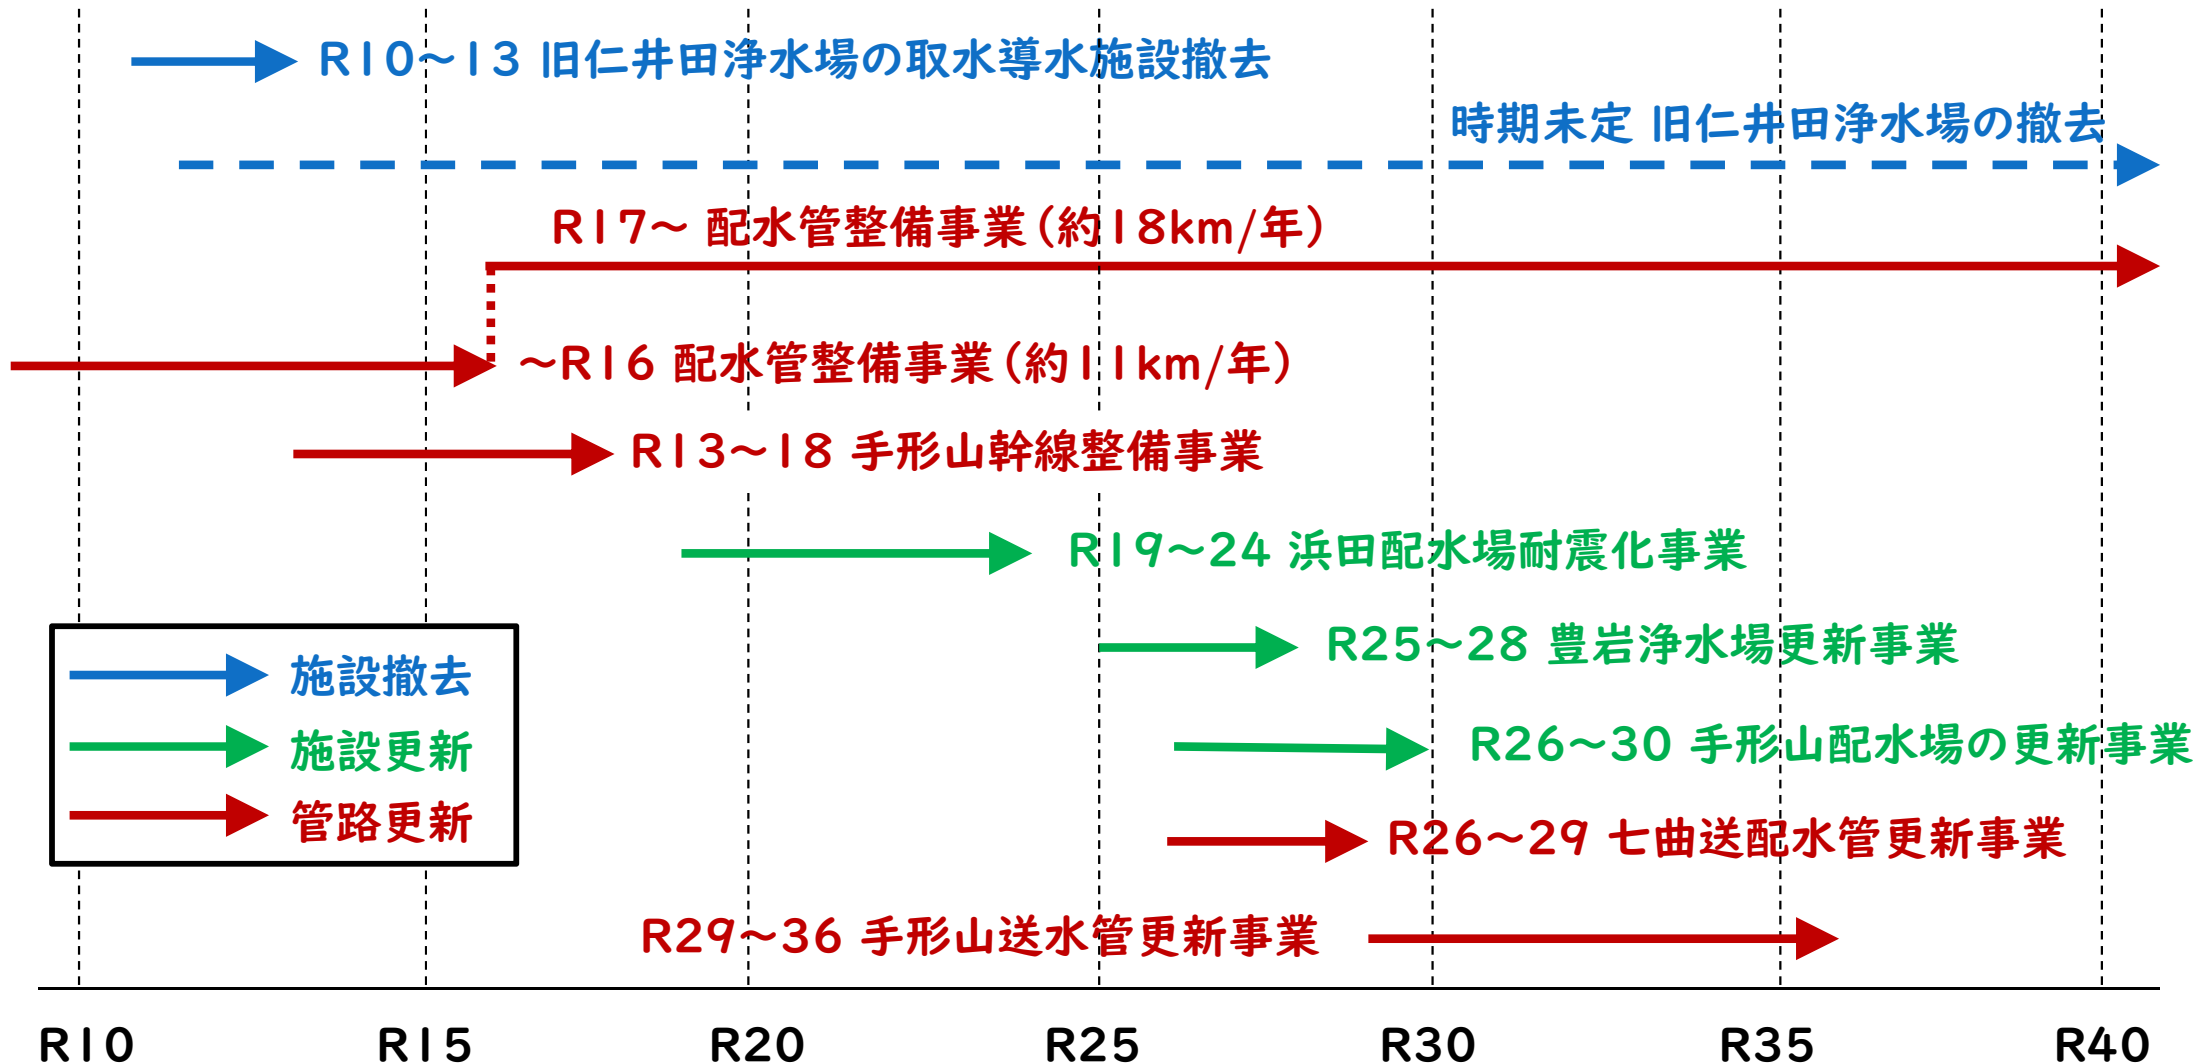 R10～13 旧仁井田浄水場の取水導水施設撤去
時期未定 旧仁井田浄水場の撤去
R17～ 配水管整備事業（約18km/年）
～R16 配水管整備事業（約11km/年）
R13～18 手形山幹線整備事業
R19～24 浜田配水場耐震化事業
R25～28 豊岩浄水場更新事業
施設撤去
R26～30 手形山配水場の更新事業
施設更新
R26～29 七曲送配水管更新事業
管路更新
R29～36 手形山送水管更新事業
R10 R15 R20 R25 R30 R35 R40